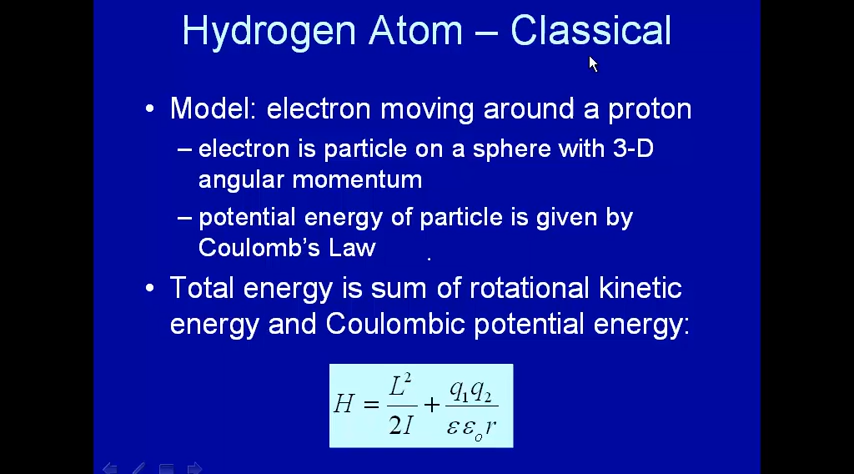 Hydrogen Atom – Classical
• Model: electron moving around a proton
– electron is particle on a sphere with 3-D
angular momentum
– potential energy of particle is given by
Coulomb's Law
• Total energy is sum of rotational kinetic
energy and Coulombic potential energy:
H = L²/2I + q₁q₂/εε₀r